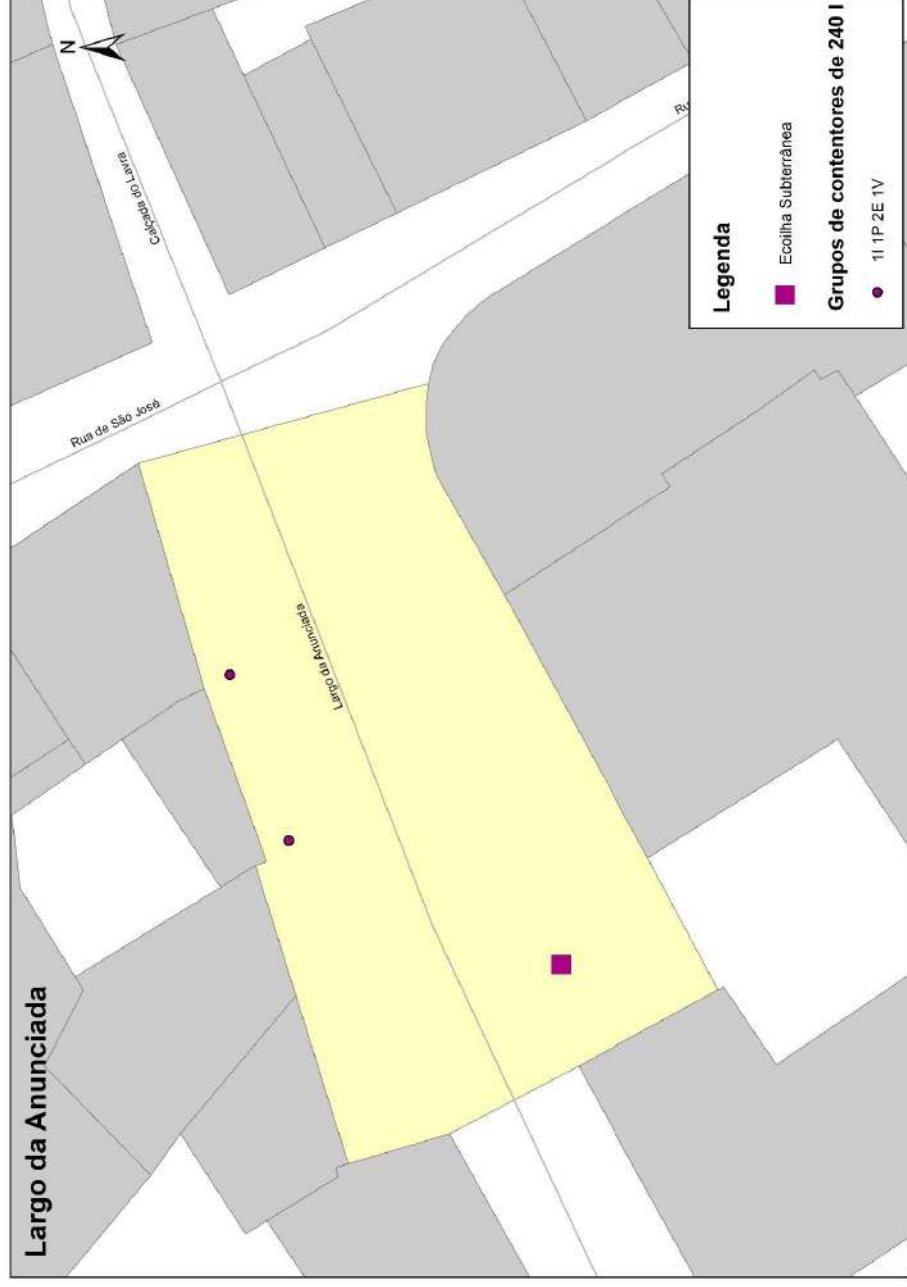 Largo da Anunciada
N
Calçada do Lavra
Rua de São José
Largo da Anunciada
Ru
Legenda
Ecoilha Subterrânea
Grupos de contentores de 240 l
1I 1P 2E 1V